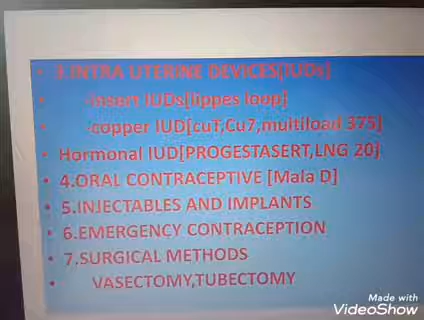 • 3.INTRA UTERINE DEVICES[IUDs]
• -Insert IUDs[lippes loop]
• -copper IUD[cuT,Cu7,multiload 375]
• Hormonal IUD[PROGESTASERT,LNG 20]
• 4.ORAL CONTRACEPTIVE [Mala D]
• 5.INJECTABLES AND IMPLANTS
• 6.EMERGENCY CONTRACEPTION
• 7.SURGICAL METHODS
• VASECTOMY,TUBECTOMY
Made with
VideoShow